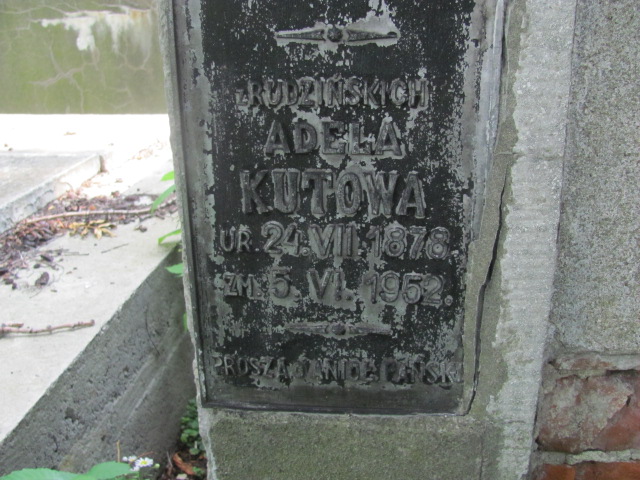 z RUDZIŃSKICH
ADELA
KUTOWA
UR. 24.VII.1878.
ZM. 5.VI.1952.
PROSZĄ O ANIOŁ PAŃSKI